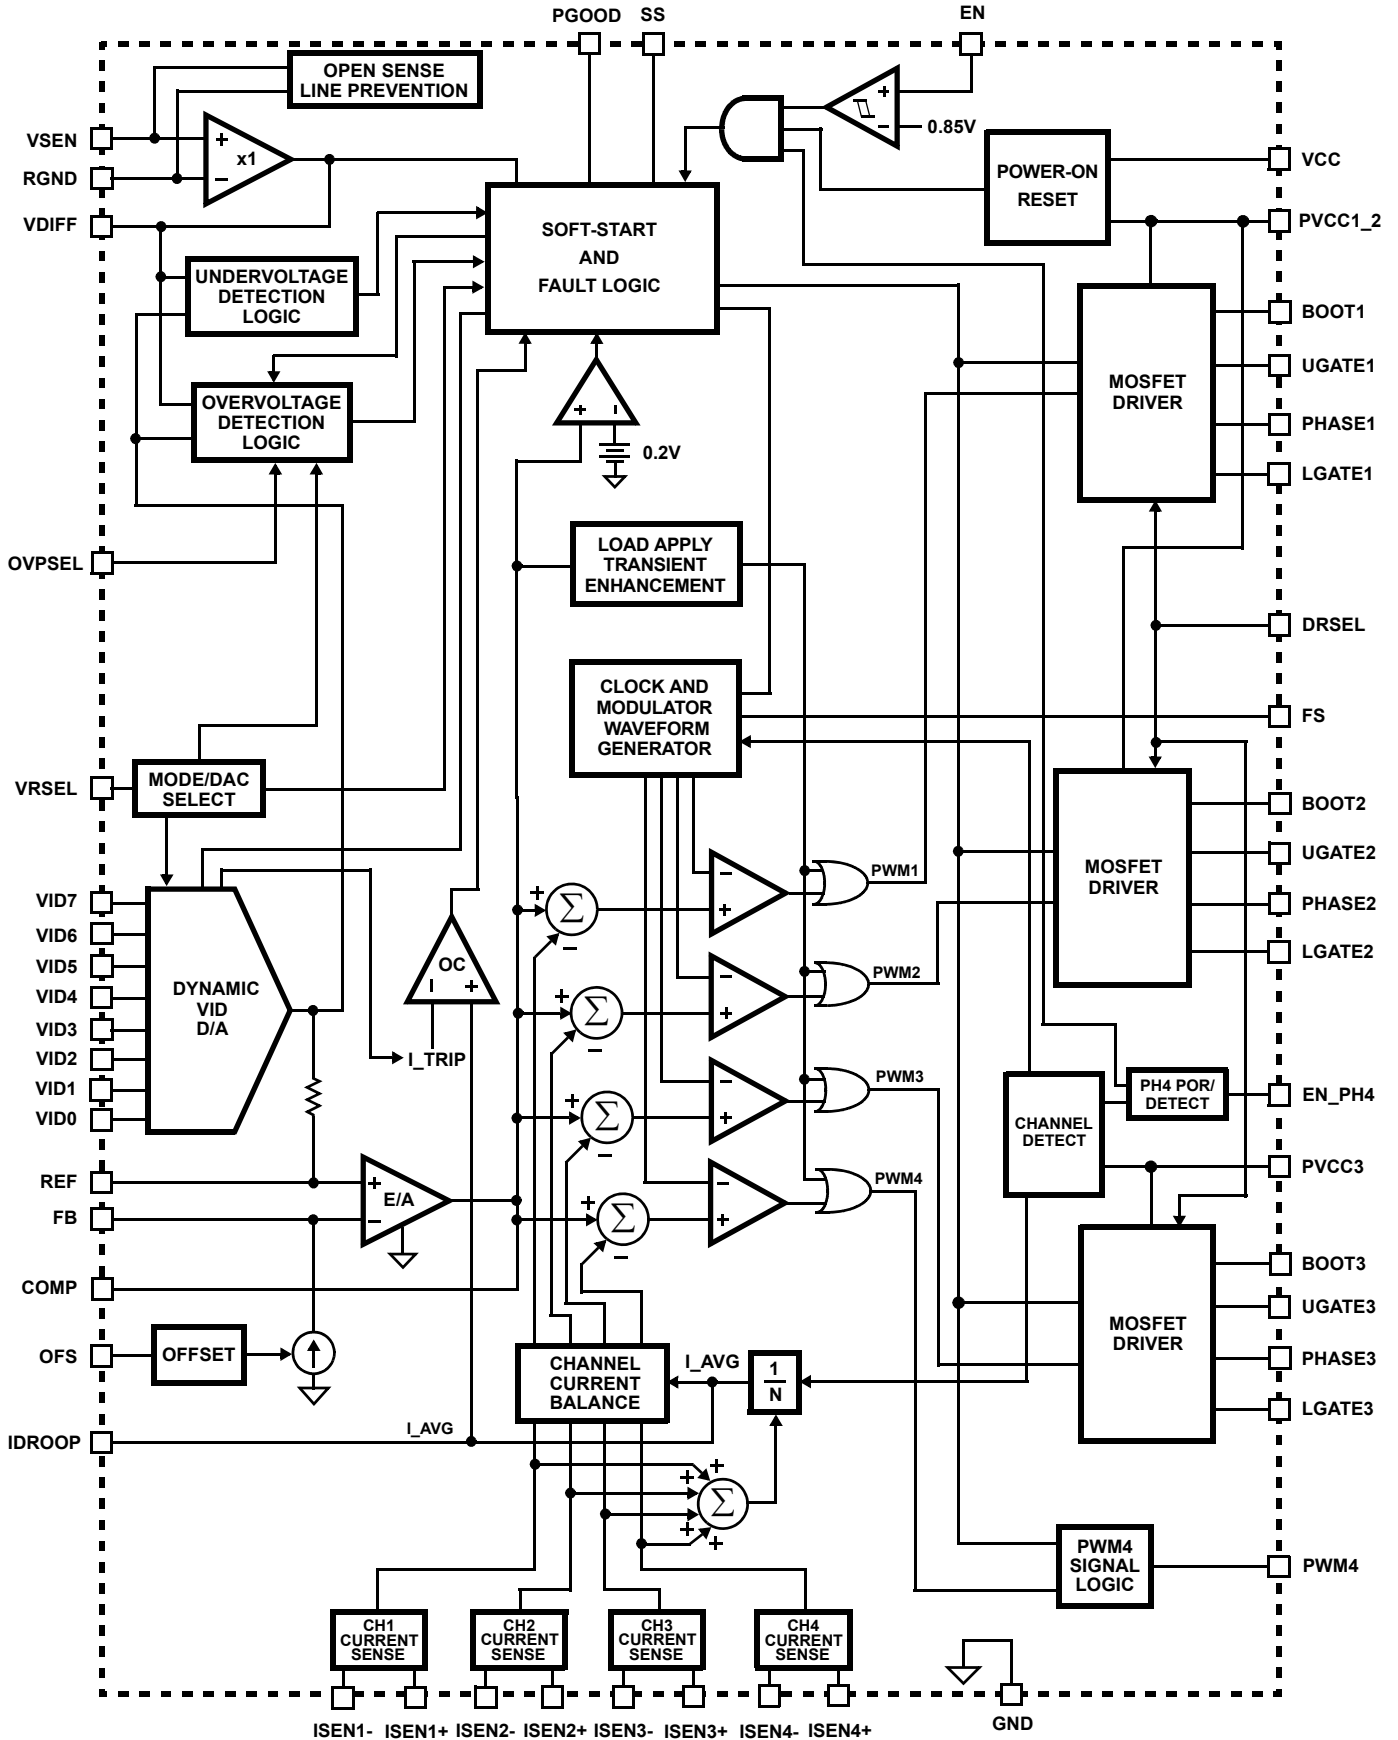 PGOOD SS EN
OPEN SENSE
LINE PREVENTION
VSEN
+
x1
−
RGND
VDIFF
+
−
0.85V
POWER-ON
RESET
VCC
PVCC1_2
SOFT-START
AND
FAULT LOGIC
UNDERVOLTAGE
DETECTION
LOGIC
OVERVOLTAGE
DETECTION
LOGIC
+ −
0.2V
MOSFET
DRIVER
BOOT1
UGATE1
PHASE1
LGATE1
OVPSEL
LOAD APPLY
TRANSIENT
ENHANCEMENT
DRSEL
CLOCK AND
MODULATOR
WAVEFORM
GENERATOR
FS
VRSEL
MODE/DAC
SELECT
MOSFET
DRIVER
BOOT2
UGATE2
PHASE2
LGATE2
VID7
VID6
VID5
VID4
VID3
VID2
VID1
VID0
DYNAMIC
VID
D/A
OC
− +
I_TRIP
+
Σ
−
−
+
PWM1
+
Σ
−
−
+
PWM2
+
Σ
−
−
+
PWM3
+
Σ
−
−
+
PWM4
CHANNEL
DETECT
PH4 POR/
DETECT
EN_PH4
PVCC3
REF
FB
+
E/A
−
COMP
OFS
OFFSET
MOSFET
DRIVER
BOOT3
UGATE3
PHASE3
LGATE3
CHANNEL
CURRENT
BALANCE
I_AVG
1
N
IDROOP
I_AVG
+
+
Σ
+
+
PWM4
SIGNAL
LOGIC
PWM4
CH1
CURRENT
SENSE
CH2
CURRENT
SENSE
CH3
CURRENT
SENSE
CH4
CURRENT
SENSE
ISEN1- ISEN1+ ISEN2- ISEN2+ ISEN3- ISEN3+ ISEN4- ISEN4+
GND